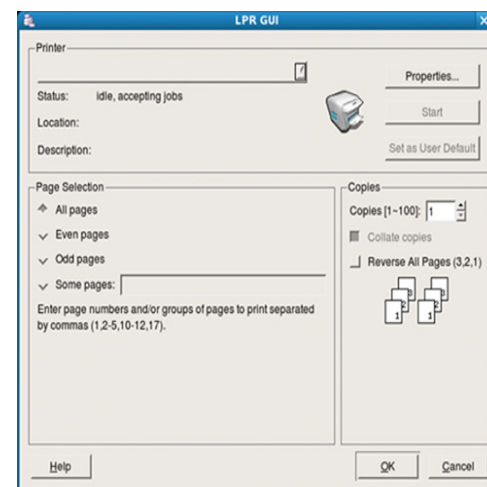 LPR GUI
Printer
Properties...
Status: idle, accepting jobs
Start
Location:
Description:
Set as User Default
Page Selection
All pages
Even pages
Odd pages
Some pages:
Enter page numbers and/or groups of pages to print separated
by commas (1,2-5,10-12,17).
Copies
Copies [1~100]: 1
Collate copies
Reverse All Pages (3,2,1)
1
1
Help
OK
Cancel